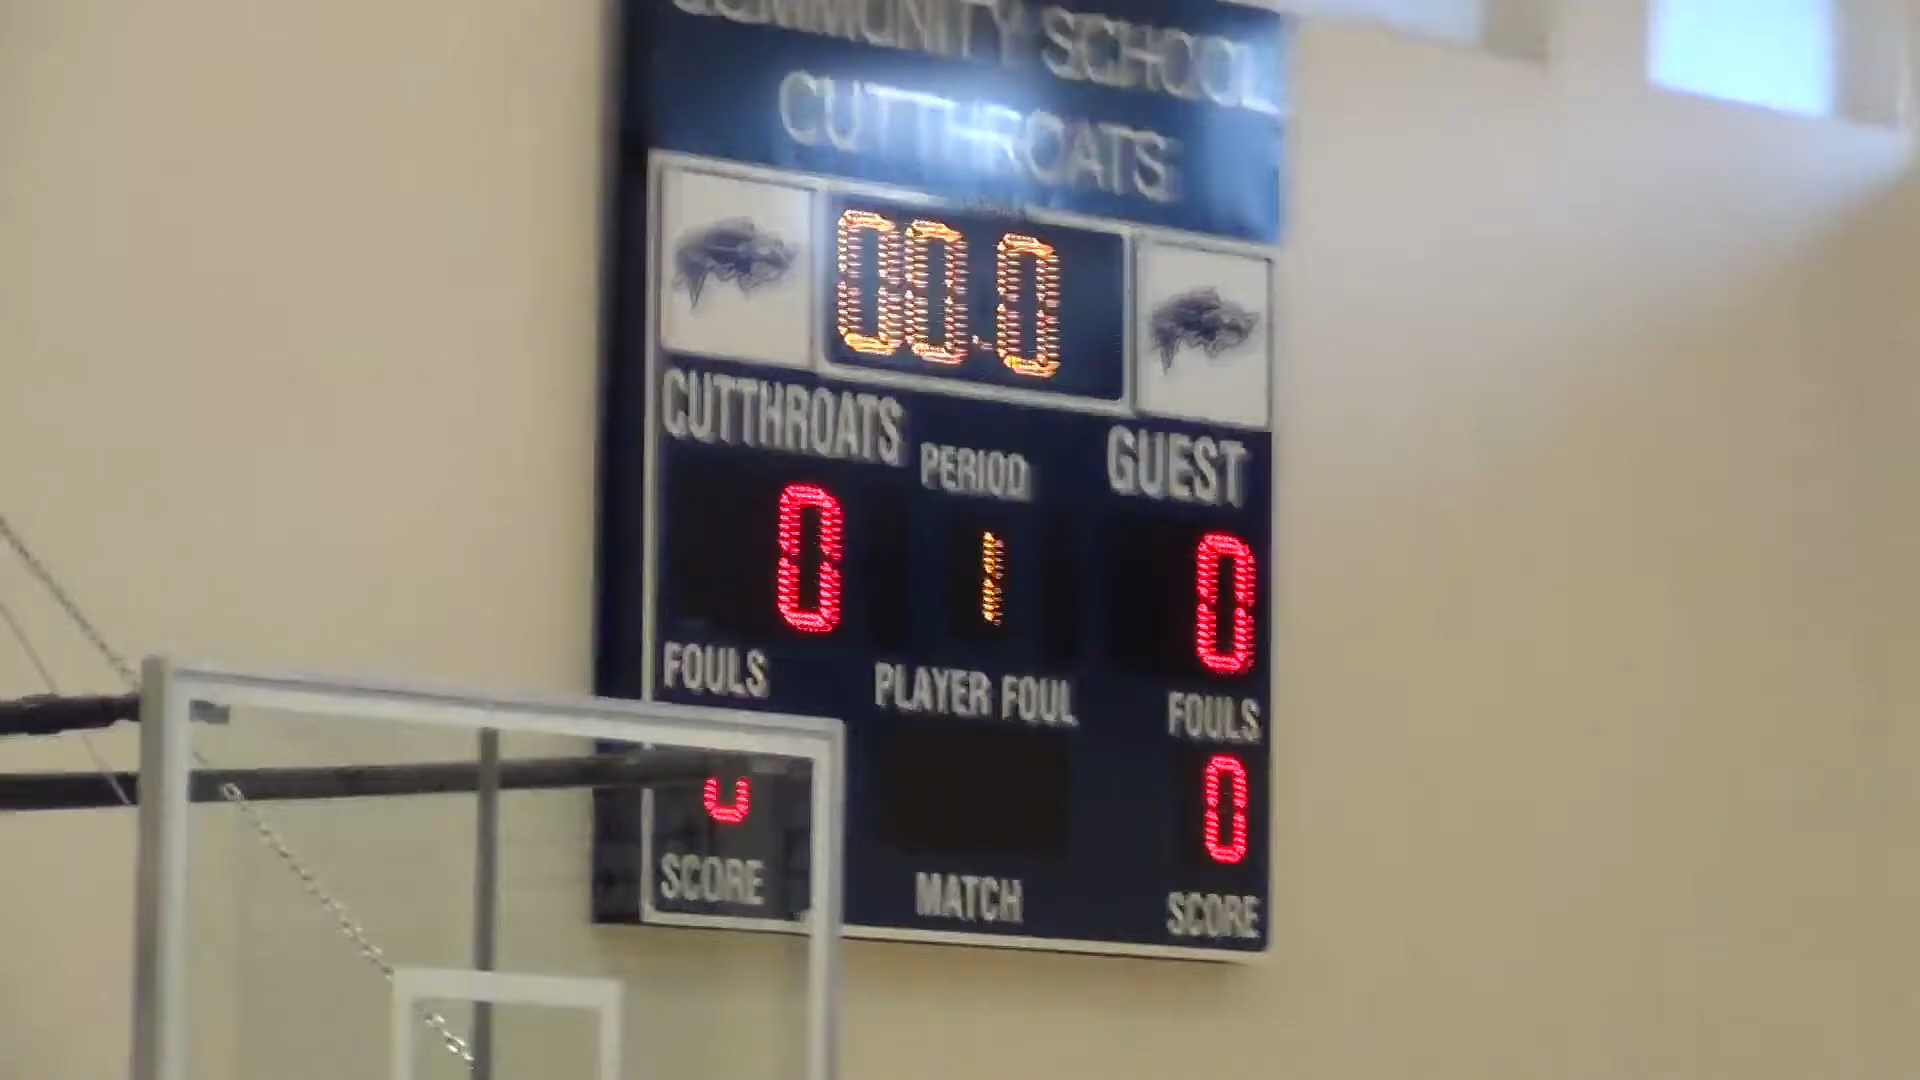 COMMUNITY SCHOOL
CUTTHROATS
00.0
CUTTHROATS PERIOD GUEST
0 1 0
FOULS PLAYER FOUL FOULS
0
SCORE MATCH SCORE